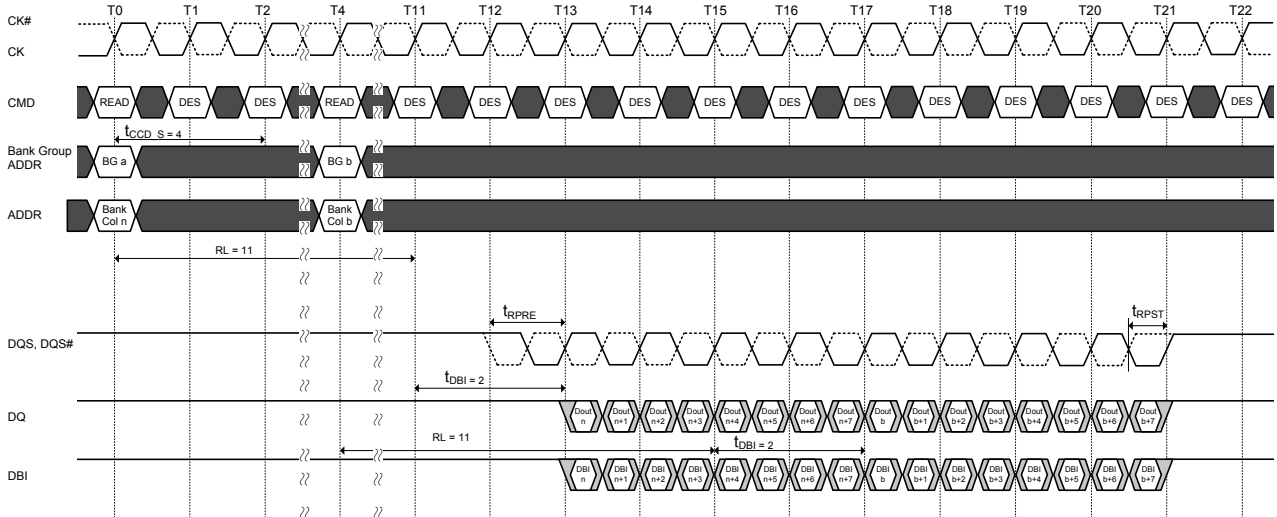 T0 T1 T2 T4 T11 T12 T13 T14 T15 T16 T17 T18 T19 T20 T21 T22
CK#
CK
CMD READ DES DES READ DES DES DES DES DES DES DES DES DES DES DES DES
tCCD_S = 4
Bank Group
ADDR
BG a BG b
ADDR
Bank
Col n
Bank
Col b
RL = 11
tRPRE tRPST
DQS, DQS#
tDBI = 2
DQ
Dout Dout Dout Dout Dout Dout Dout Dout Dout Dout Dout Dout Dout Dout Dout Dout
n n+1 n+2 n+3 n+4 n+5 n+6 n+7 b b+1 b+2 b+3 b+4 b+5 b+6 b+7
RL = 11 tDBI = 2
DBI
DBI DBI DBI DBI DBI DBI DBI DBI DBI DBI DBI DBI DBI DBI DBI DBI
n n+1 n+2 n+3 n+4 n+5 n+6 n+7 b b+1 b+2 b+3 b+4 b+5 b+6 b+7